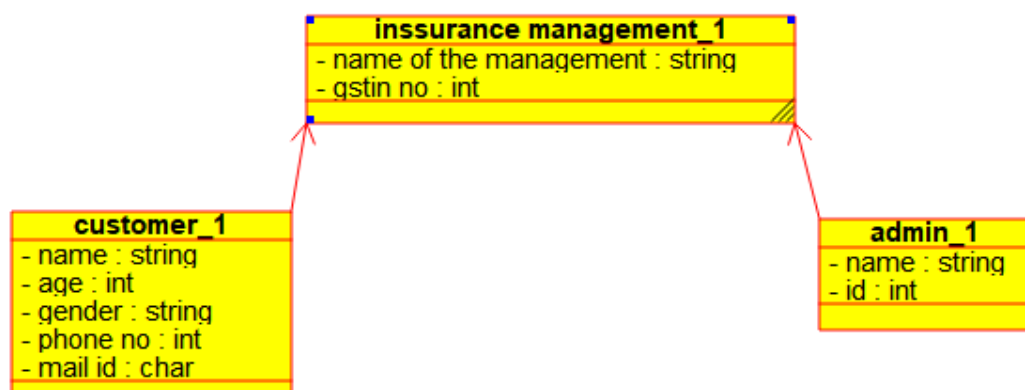 inssurance management_1
- name of the management : string
- gstin no : int
customer_1
- name : string
- age : int
- gender : string
- phone no : int
- mail id : char
admin_1
- name : string
- id : int